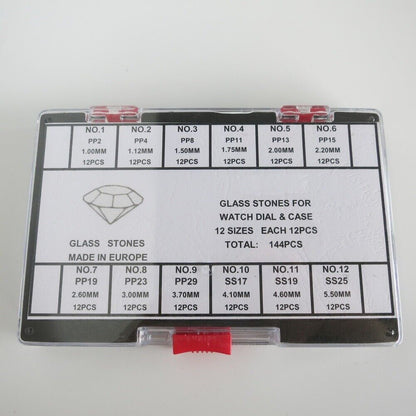 NO.1 NO.2 NO.3 NO.4 NO.5 NO.6
PP2 PP4 PP8 PP11 PP13 PP15
1.00MM 1.12MM 1.50MM 1.75MM 2.00MM 2.20MM
12PCS 12PCS 12PCS 12PCS 12PCS 12PCS
GLASS STONES
MADE IN EUROPE
GLASS STONES FOR
WATCH DIAL & CASE
12 SIZES EACH 12PCS
TOTAL: 144PCS
NO.7 NO.8 NO.9 NO.10 NO.11 NO.12
PP19 PP23 PP29 SS17 SS19 SS25
2.60MM 3.00MM 3.70MM 4.10MM 4.60MM 5.50MM
12PCS 12PCS 12PCS 12PCS 12PCS 12PCS